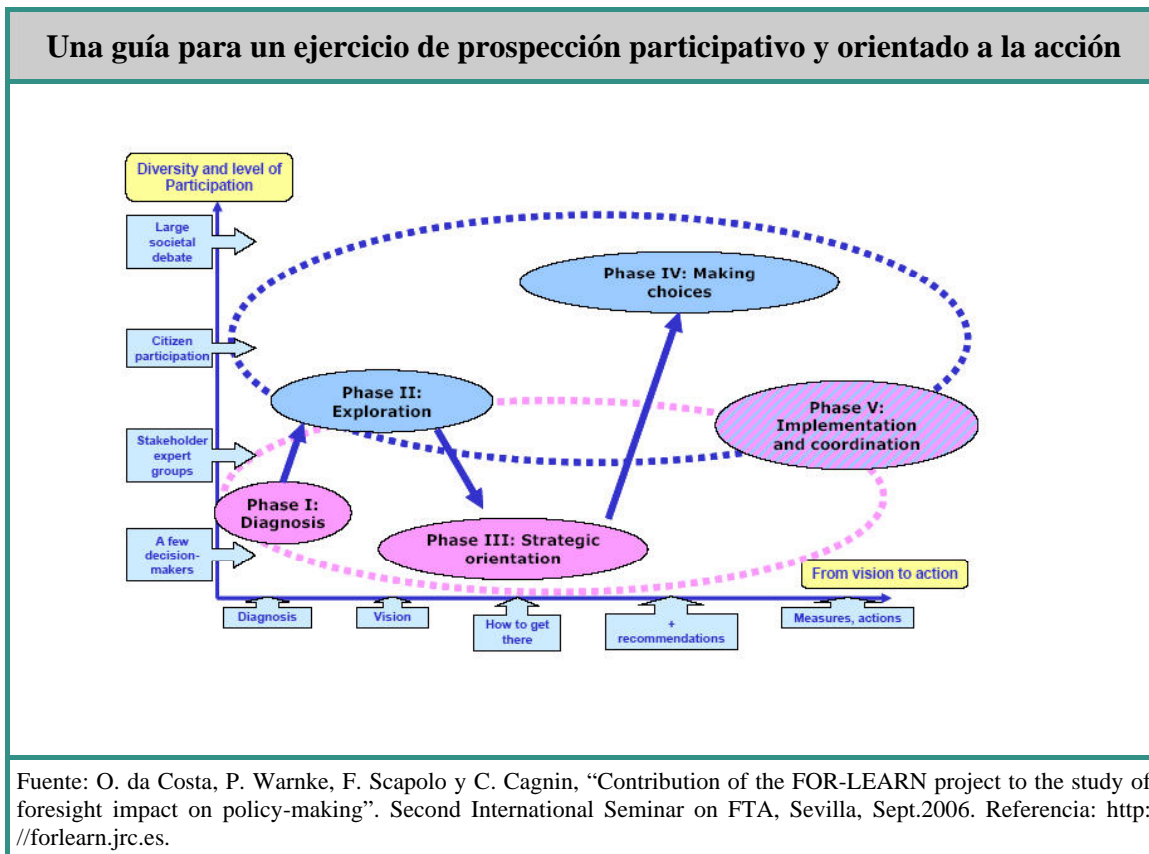 Una guía para un ejercicio de prospección participativo y orientado a la acción
Diversity and level of
Participation
Large
societal
debate
Phase IV: Making
choices
Citizen
participation
Phase II:
Exploration
Phase V:
Implementation
and coordination
Stakeholder
expert
groups
Phase I:
Diagnosis
Phase III: Strategic
orientation
A few
decision-
makers
From vision to action
Diagnosis
Vision
How to get
there
+
recommendations
Measures, actions
Fuente: O. da Costa, P. Warnke, F. Scapolo y C. Cagnin, “Contribution of the FOR-LEARN project to the study of
foresight impact on policy-making”. Second International Seminar on FTA, Sevilla, Sept.2006. Referencia: http:
//forlearn.jrc.es.